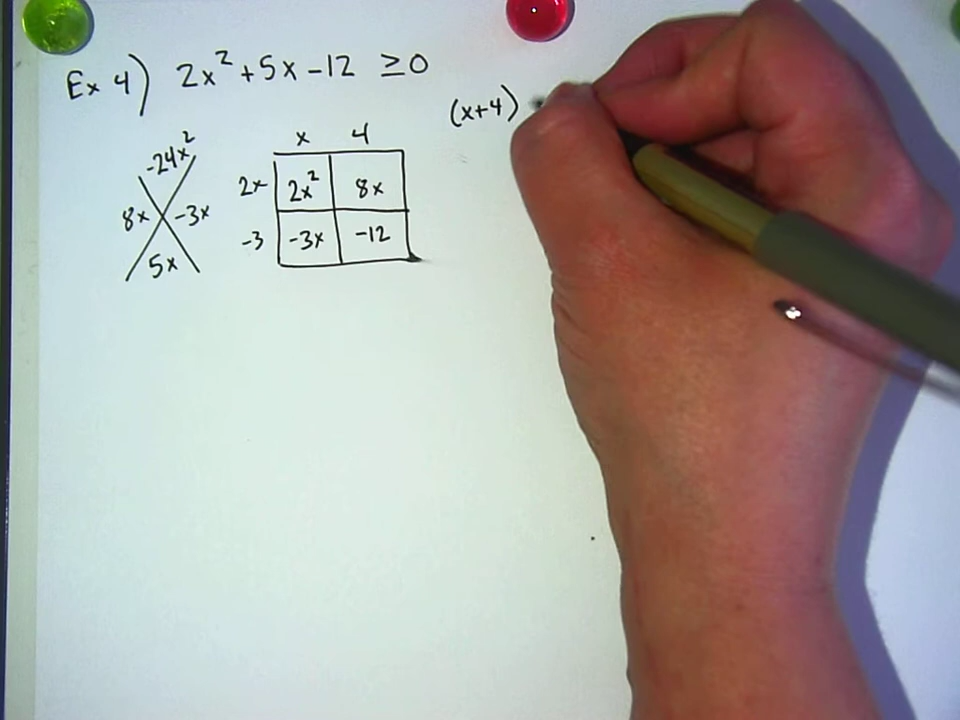 Ex 4) 2x² + 5x - 12 ≥ 0
(x+4)
-24x²
8x -3x
5x
x 4
2x 2x² 8x
-3 -3x -12